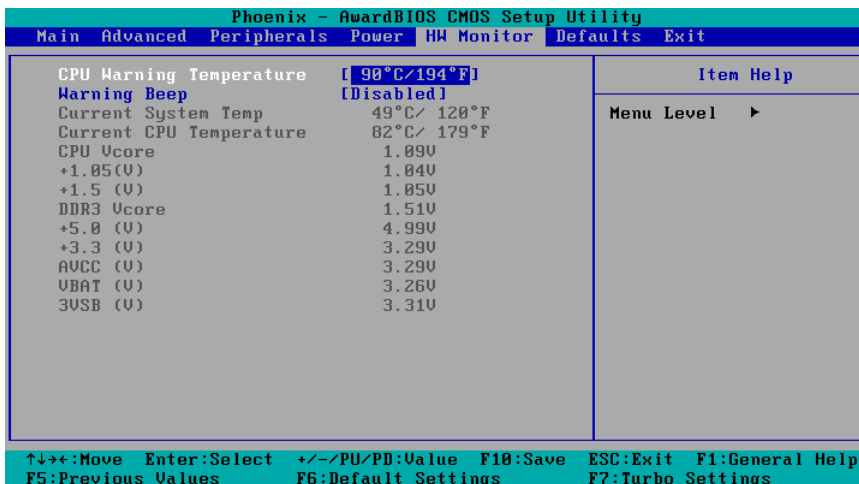 Phoenix - AwardBIOS CMOS Setup Utility
Main Advanced Peripherals Power HW Monitor Defaults Exit
CPU Warning Temperature [ 90°C/194°F]
Warning Beep [Disabled]
Current System Temp 49°C/ 120°F
Current CPU Temperature 82°C/ 179°F
CPU Vcore 1.09V
+1.05(V) 1.04V
+1.5 (V) 1.05V
DDR3 Vcore 1.51V
+5.0 (V) 4.99V
+3.3 (V) 3.29V
AVCC (V) 3.29V
VBAT (V) 3.26V
3VSB (V) 3.31V
Item Help
Menu Level ►
↑↓→←:Move Enter:Select +/-/PU/PD:Value F10:Save ESC:Exit F1:General Help
F5:Previous Values F6:Default Settings F7:Turbo Settings